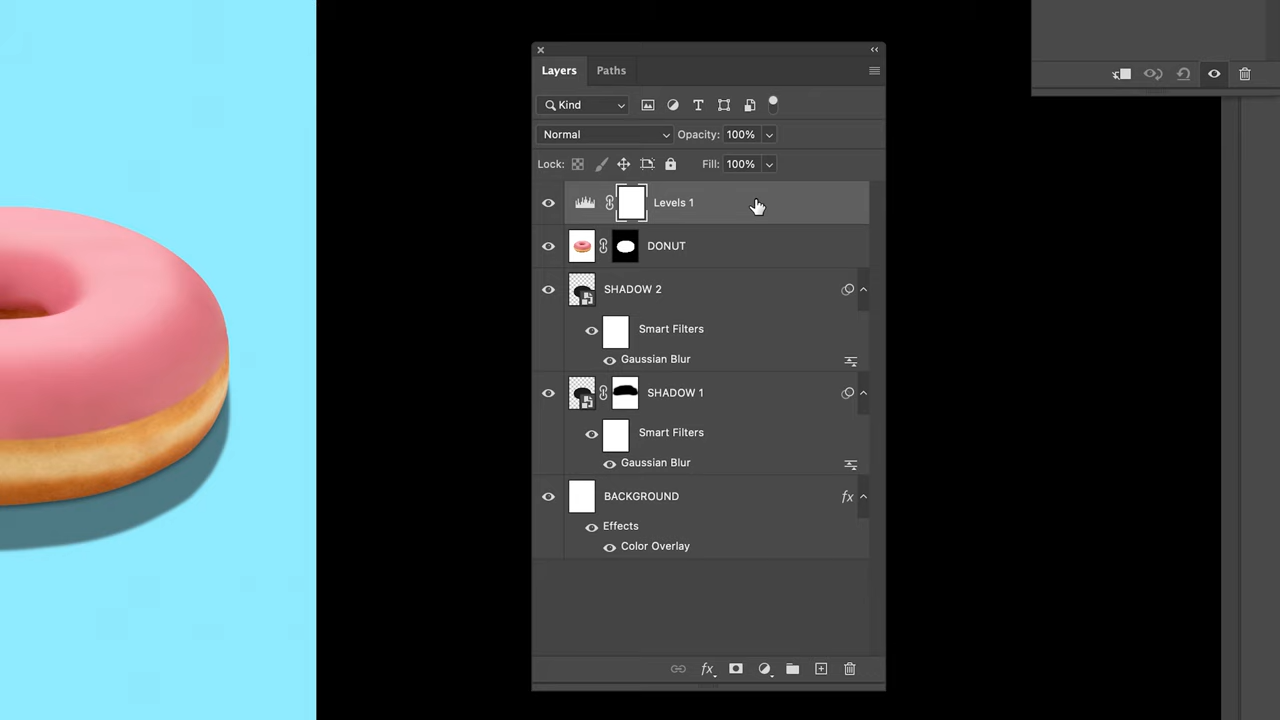 Layers Paths
Kind
Normal Opacity: 100%
Lock: Fill: 100%
Levels 1
DONUT
SHADOW 2
Smart Filters
Gaussian Blur
SHADOW 1
Smart Filters
Gaussian Blur
BACKGROUND fx
Effects
Color Overlay
fx